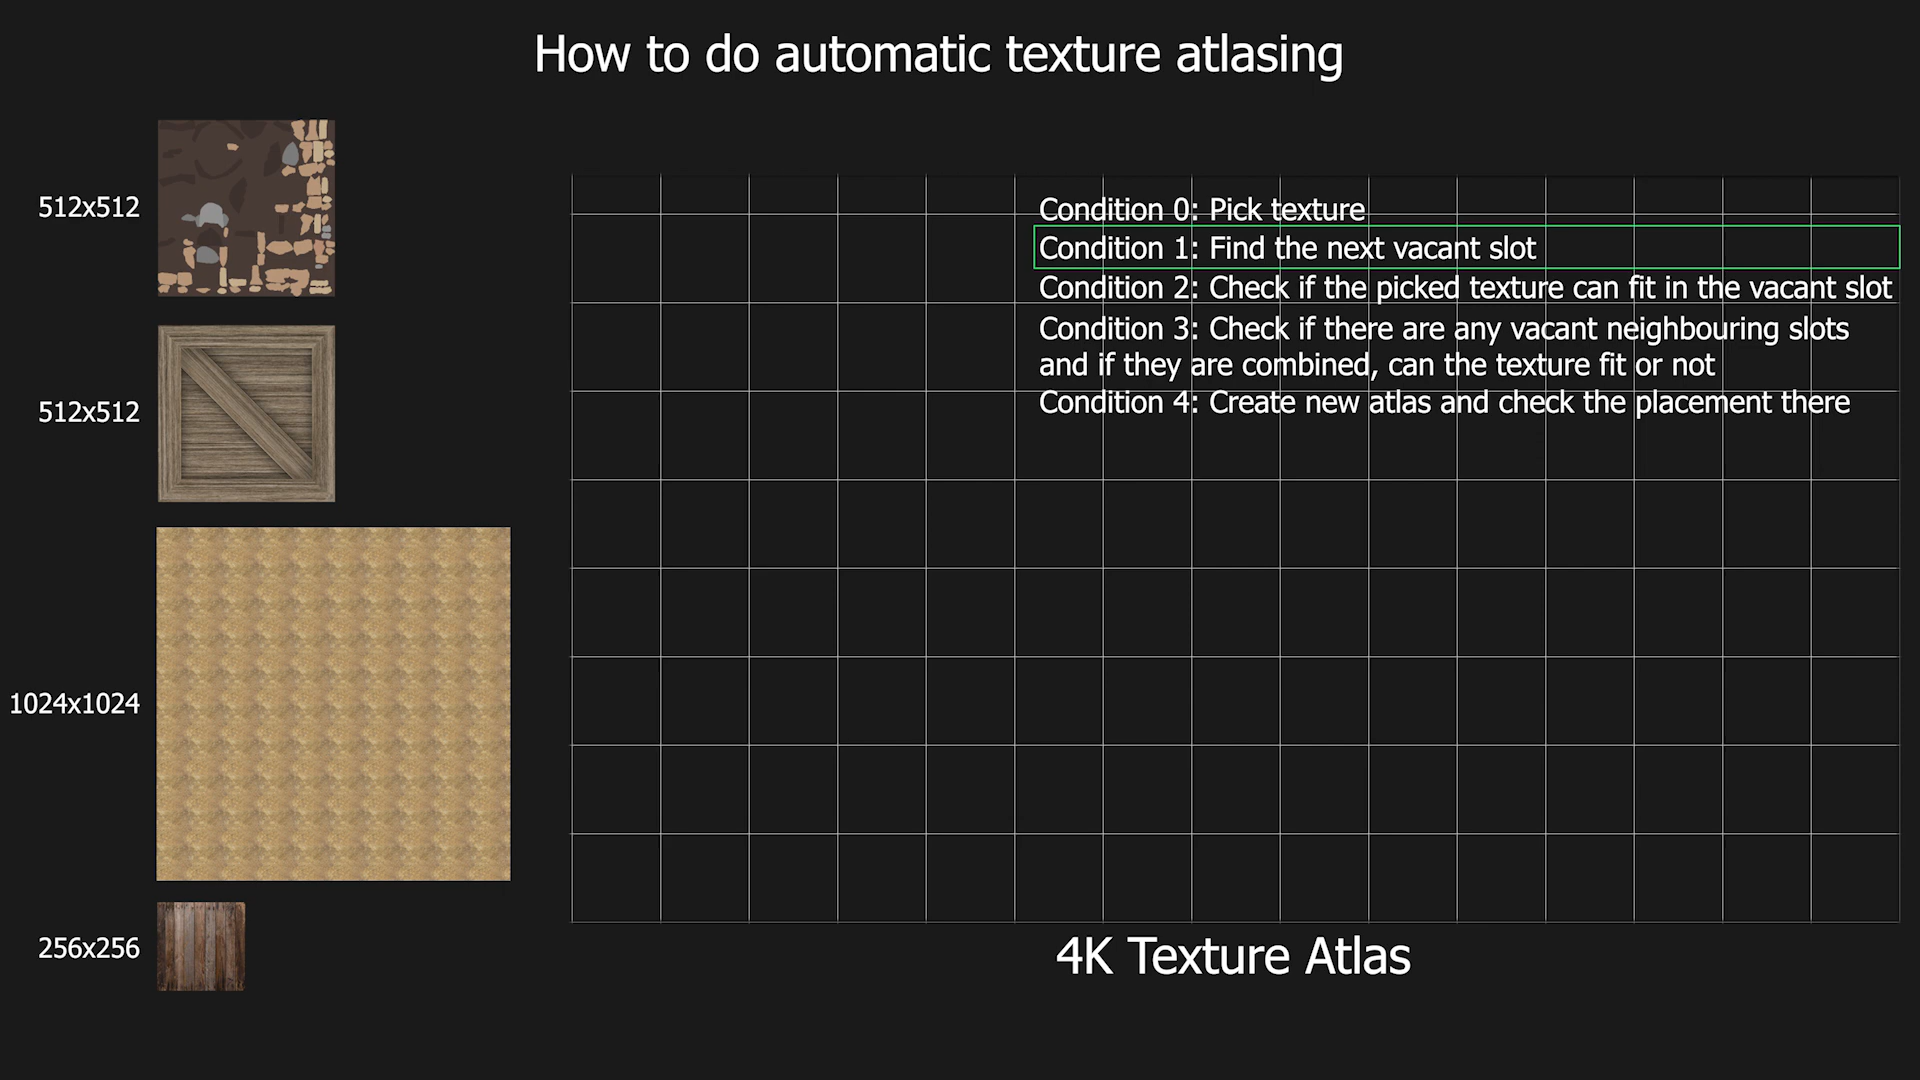 How to do automatic texture atlasing
512x512
512x512
1024x1024
256x256
Condition 0: Pick texture
Condition 1: Find the next vacant slot
Condition 2: Check if the picked texture can fit in the vacant slot
Condition 3: Check if there are any vacant neighbouring slots
and if they are combined, can the texture fit or not
Condition 4: Create new atlas and check the placement there
4K Texture Atlas